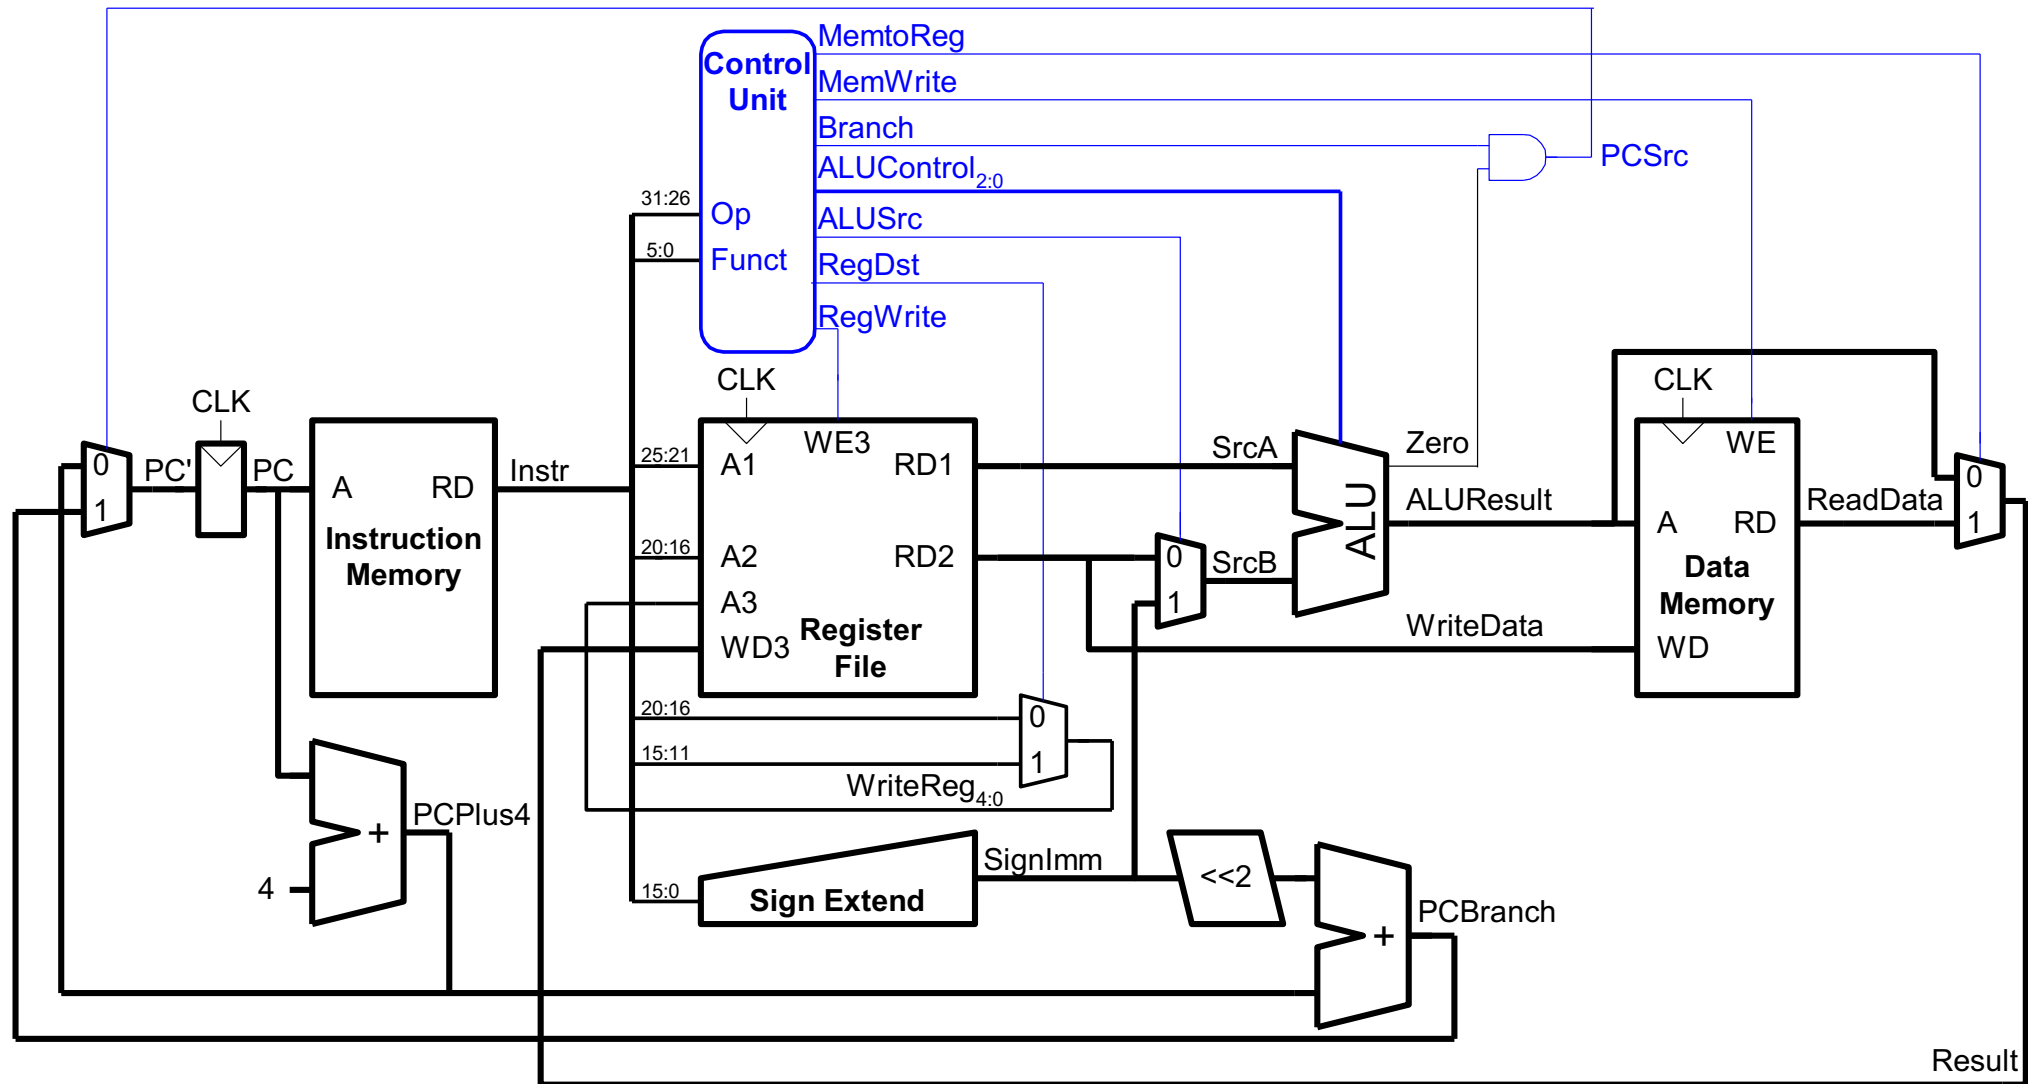 MemtoReg
Control
Unit
MemWrite
Branch
PCSrc
ALUControl2:0
31:26
Op
ALUSrc
5:0
Funct
RegDst
RegWrite
CLK
CLK
CLK
0
1
PC'
PC
A
RD
Instruction
Memory
Instr
25:21
A1
WE3
RD1
SrcA
Zero
WE
20:16
A2
RD2
0
1
SrcB
ALU
ALUResult
A
RD
ReadData
0
1
Data
Memory
A3
WD3
Register
File
WriteData
WD
20:16
0
15:11
1
WriteReg4:0
PCPlus4
+
4
15:0
Sign Extend
SignImm
<<2
+
PCBranch
Result